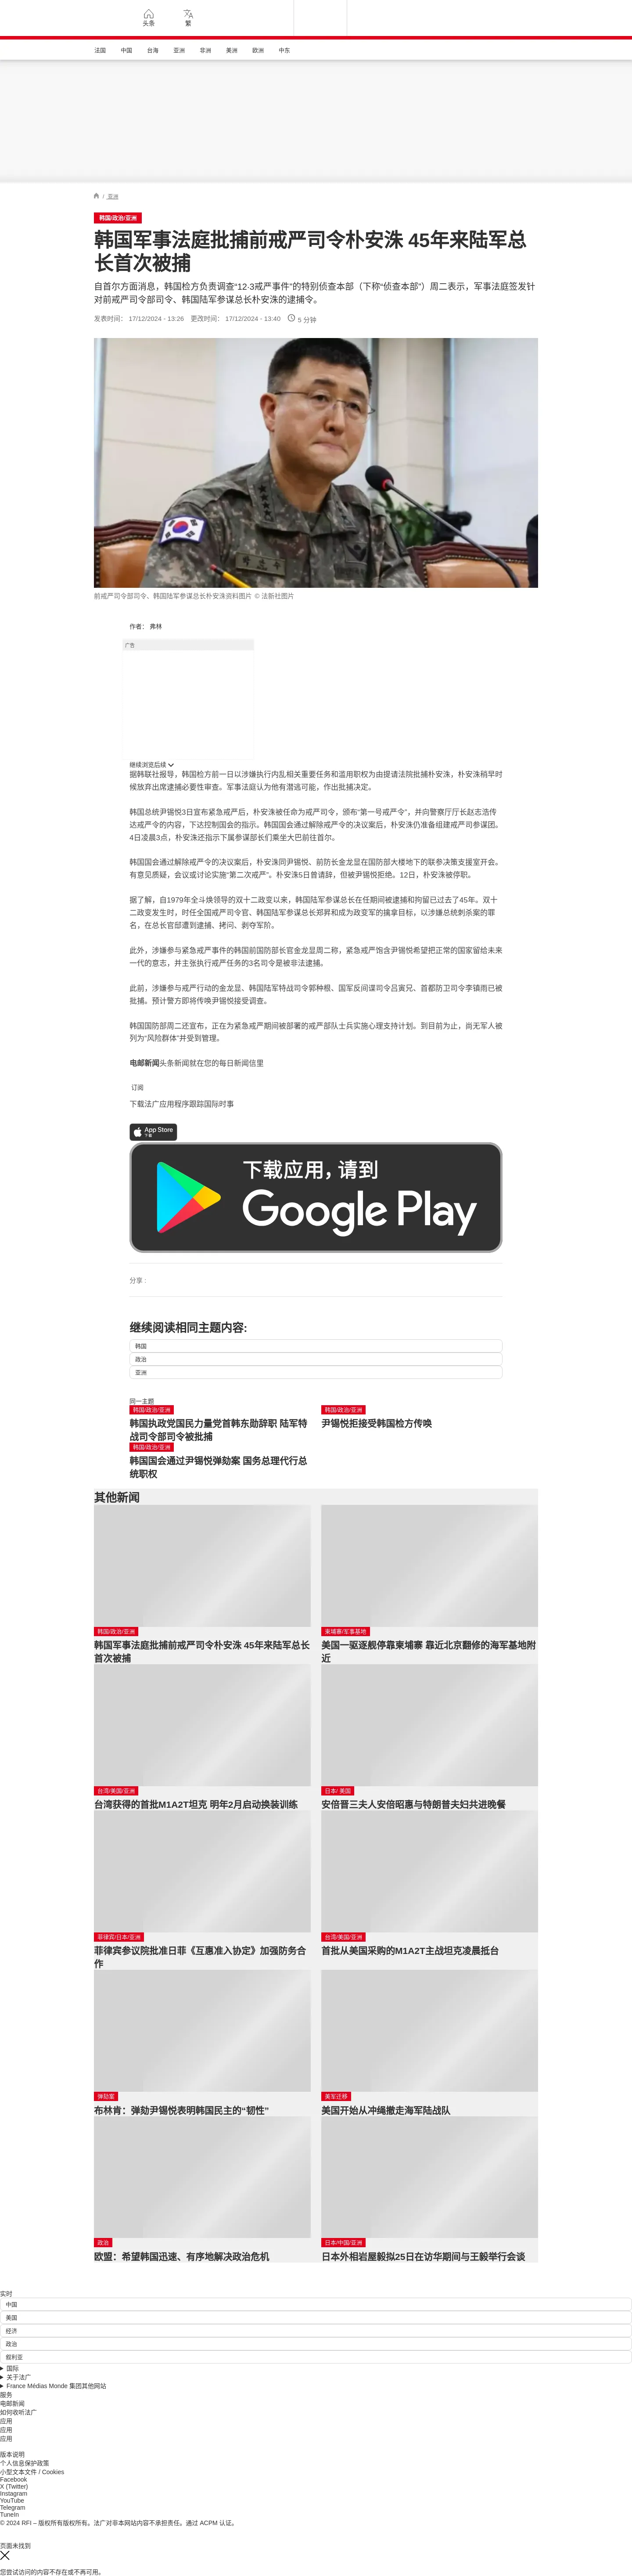 头条
繁
法国 中国 台海 亚洲 非洲 美洲 欧洲 中东
/ 亚洲
韩国/政治/亚洲
韩国军事法庭批捕前戒严司令朴安洙 45年来陆军总
长首次被捕
自首尔方面消息，韩国检方负责调查“12·3戒严事件”的特别侦查本部（下称“侦查本部”）周二表示，军事法庭签发针
对前戒严司令部司令、韩国陆军参谋总长朴安洙的逮捕令。
发表时间： 17/12/2024 - 13:26 更改时间： 17/12/2024 - 13:40 5 分钟
前戒严司令部司令、韩国陆军参谋总长朴安洙资料图片 © 法新社图片
作者： 弗林
广告
继续浏览后续
据韩联社报导，韩国检方前一日以涉嫌执行内乱相关重要任务和滥用职权为由提请法院批捕朴安洙，朴安洙稍早时
候放弃出席逮捕必要性审查。军事法庭认为他有潜逃可能，作出批捕决定。
韩国总统尹锡悦3日宣布紧急戒严后，朴安洙被任命为戒严司令，颁布“第一号戒严令”，并向警察厅厅长赵志浩传
达戒严令的内容，下达控制国会的指示。韩国国会通过解除戒严令的决议案后，朴安洙仍准备组建戒严司参谋团。
4日凌晨3点，朴安洙还指示下属参谋部长们乘坐大巴前往首尔。
韩国国会通过解除戒严令的决议案后，朴安洙同尹锡悦、前防长金龙显在国防部大楼地下的联参决策支援室开会。
有意见质疑，会议或讨论实施“第二次戒严”。朴安洙5日曾请辞，但被尹锡悦拒绝。12日，朴安洙被停职。
据了解，自1979年全斗焕领导的双十二政变以来，韩国陆军参谋总长在任期间被逮捕和拘留已过去了45年。双十
二政变发生时，时任全国戒严司令官、韩国陆军参谋总长郑昇和成为政变军的擒拿目标，以涉嫌总统刺杀案的罪
名，在总长官邸遭到逮捕、拷问、剥夺军阶。
此外，涉嫌参与紧急戒严事件的韩国前国防部长官金龙显周二称，紧急戒严饱含尹锡悦希望把正常的国家留给未来
一代的意志，并主张执行戒严任务的3名司令是被非法逮捕。
此前，涉嫌参与戒严行动的金龙显、韩国陆军特战司令郭种根、国军反间谍司令吕寅兄、首都防卫司令李镇雨已被
批捕。预计警方即将传唤尹锡悦接受调查。
韩国国防部周二还宣布，正在为紧急戒严期间被部署的戒严部队士兵实施心理支持计划。到目前为止，尚无军人被
列为“风险群体”并受到管理。
电邮新闻头条新闻就在您的每日新闻信里
订阅
下载法广应用程序跟踪国际时事
App Store
下载
下载应用，请到
Google Play
分享 :
继续阅读相同主题内容:
韩国
政治
亚洲
同一主题
韩国/政治/亚洲
韩国执政党国民力量党首韩东勋辞职 陆军特
战司令部司令被批捕
韩国/政治/亚洲
尹锡悦拒接受韩国检方传唤
韩国/政治/亚洲
韩国国会通过尹锡悦弹劾案 国务总理代行总
统职权
其他新闻
韩国/政治/亚洲
韩国军事法庭批捕前戒严司令朴安洙 45年来陆军总长
首次被捕
柬埔寨/军事基地
美国一驱逐舰停靠柬埔寨 靠近北京翻修的海军基地附
近
台湾/美国/亚洲
台湾获得的首批M1A2T坦克 明年2月启动换装训练
日本/ 美国
安倍晋三夫人安倍昭惠与特朗普夫妇共进晚餐
菲律宾/日本/亚洲
菲律宾参议院批准日菲《互惠准入协定》加强防务合
作
台湾/美国/亚洲
首批从美国采购的M1A2T主战坦克凌晨抵台
弹劾案
布林肯：弹劾尹锡悦表明韩国民主的“韧性”
美军迁移
美国开始从冲绳撤走海军陆战队
政治
欧盟：希望韩国迅速、有序地解决政治危机
日本/中国/亚洲
日本外相岩屋毅拟25日在访华期间与王毅举行会谈
实时
中国
美国
经济
政治
叙利亚
国际
关于法广
France Médias Monde 集团其他网站
服务
电邮新闻
如何收听法广
应用
应用
应用
版本说明
个人信息保护政策
小型文本文件 / Cookies
Facebook
X (Twitter)
Instagram
YouTube
Telegram
TuneIn
© 2024 RFI – 版权所有版权所有。法广对非本网站内容不承担责任。通过 ACPM 认证。
页面未找到
您尝试访问的内容不存在或不再可用。